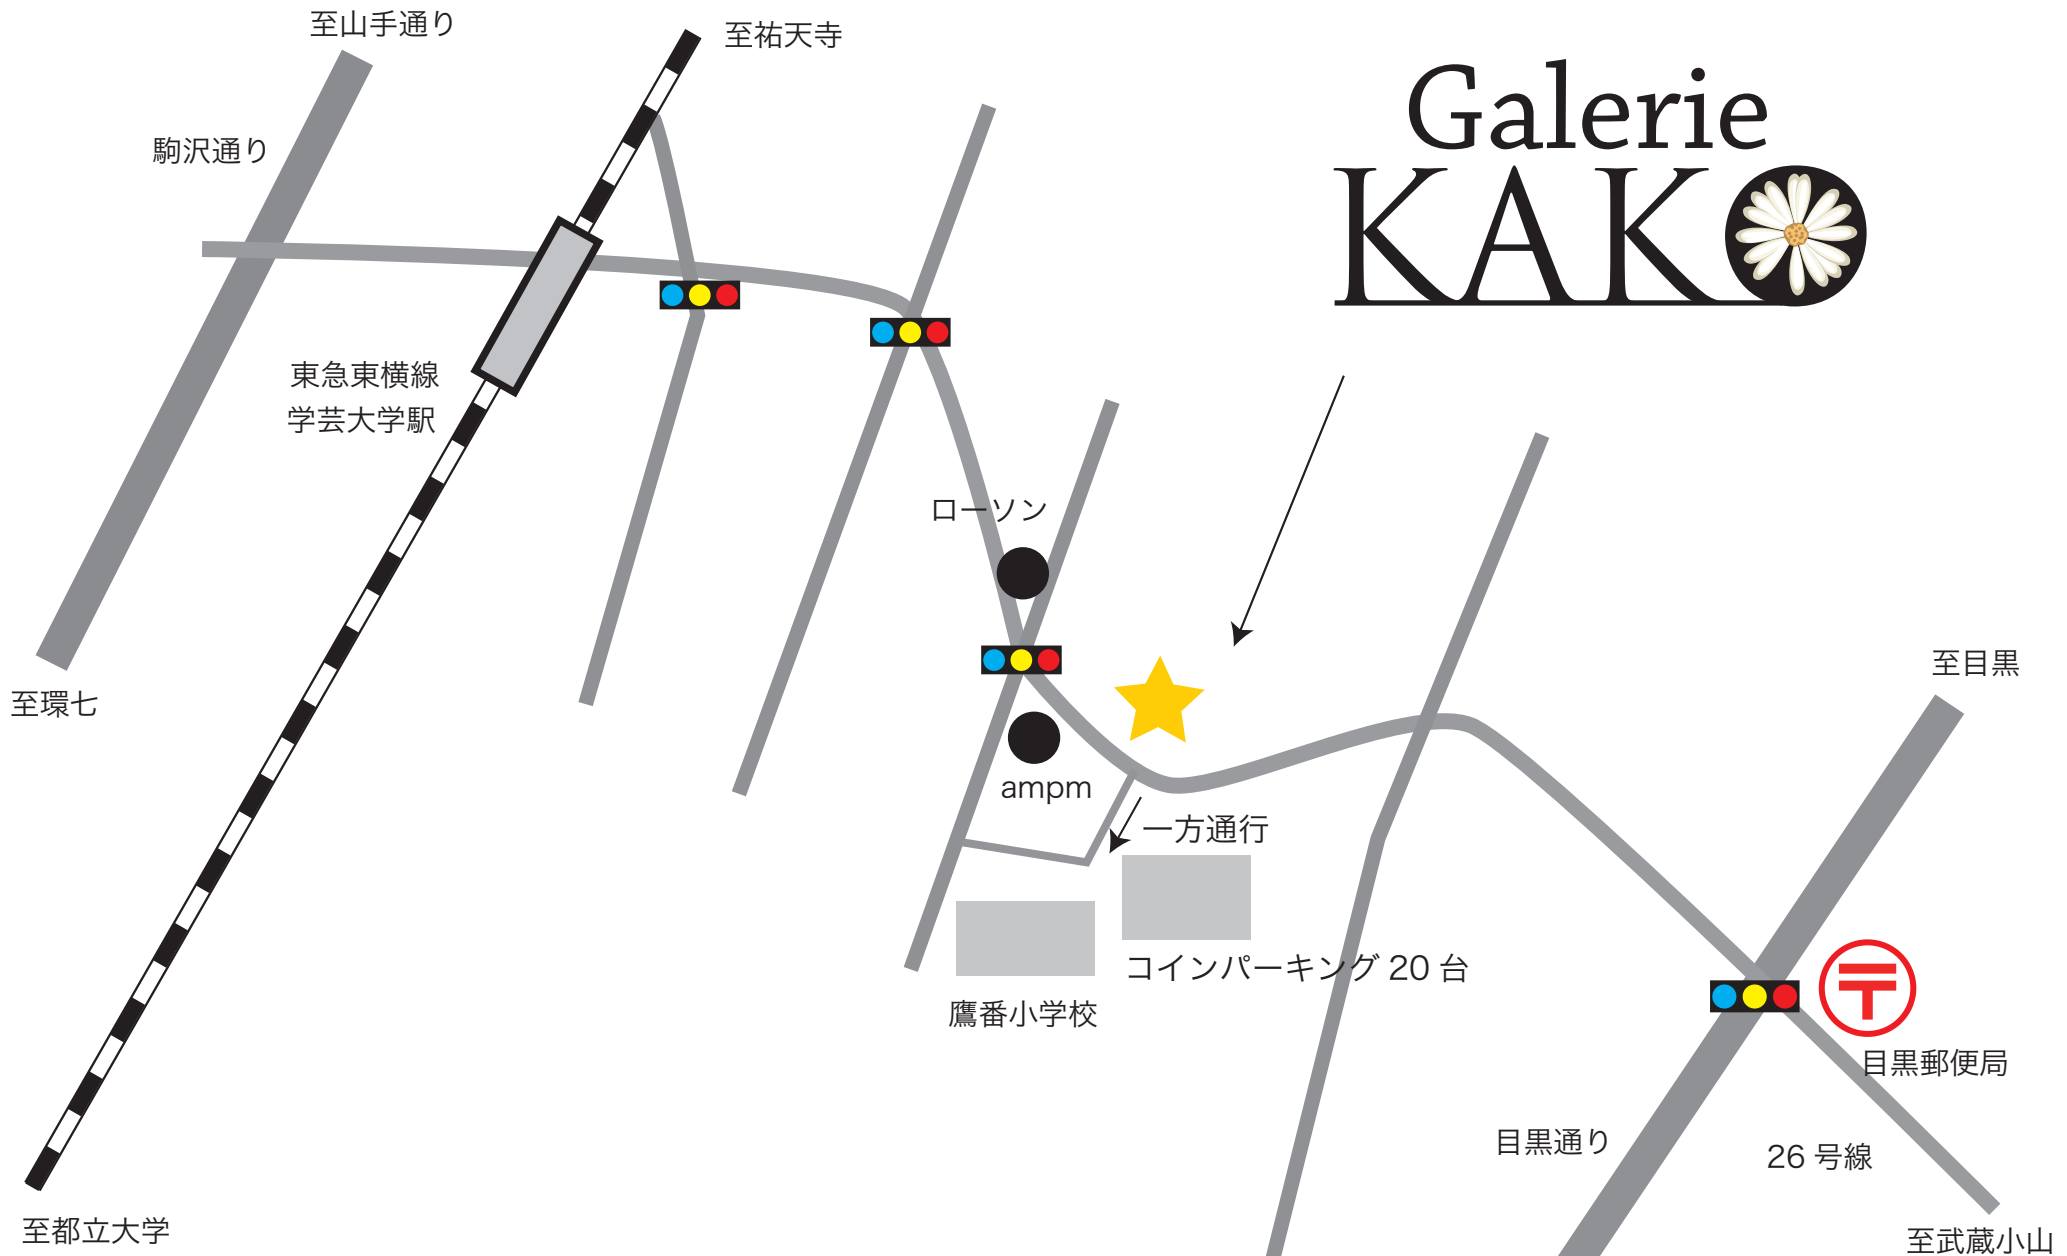 至山手通り
至祐天寺
Galerie
KAKO
駒沢通り
東急東横線
学芸大学駅
ローソン
至目黒
至環七
ampm
一方通行
コインパーキング 20 台
鷹番小学校
目黒郵便局
目黒通り
26 号線
至都立大学
至武蔵小山